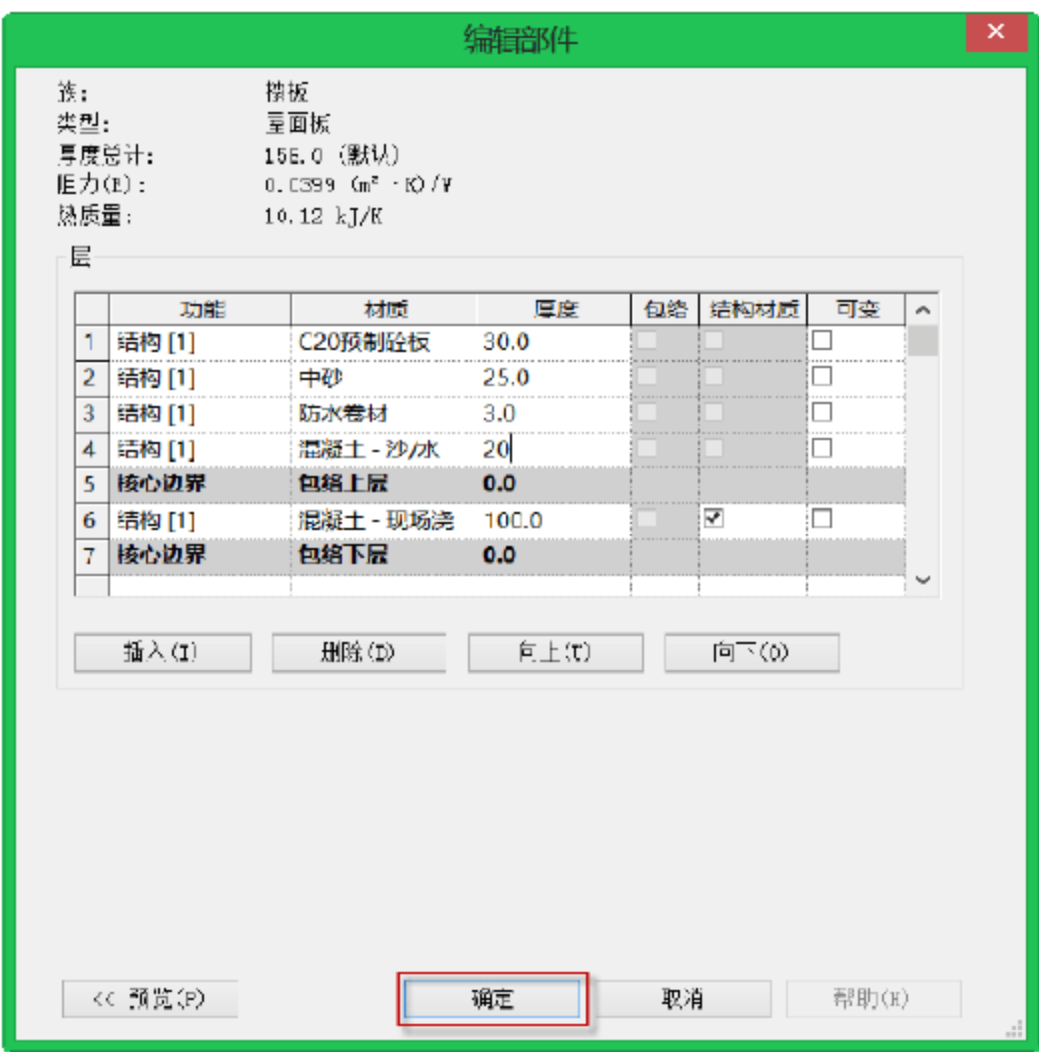 编辑部件
族: 楼板
类型: 屋面板
厚度总计: 158.0 (默认)
阻力(R): 0.0399 (m²·K)/W
热质量: 10.12 kJ/K
层
功能 材质 厚度 包络 结构材质 可变
1 结构 [1] C20预制砼板 30.0
2 结构 [1] 中砂 25.0
3 结构 [1] 防水卷材 3.0
4 结构 [1] 混凝土 - 沙/水 20
5 核心边界 包络上层 0.0
6 结构 [1] 混凝土 - 现场浇 100.0
7 核心边界 包络下层 0.0
插入(I) 删除(D) 向上(U) 向下(O)
<< 预览(P) 确定 取消 帮助(H)